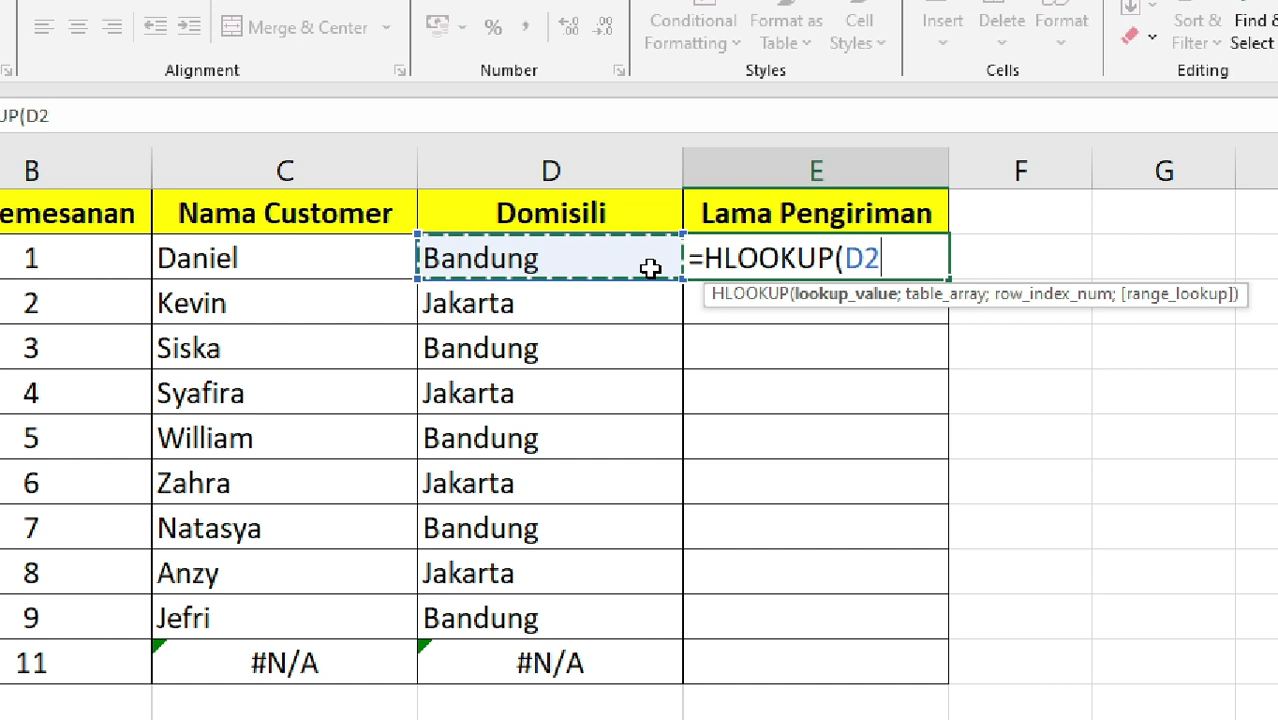 Merge & Center
%
Conditional Formatting
Format as Table
Cell Styles
Insert
Delete
Format
Sort & Filter
Find & Select
Alignment
Number
Styles
Cells
Editing
UP(D2
B C D E F G
emesanan Nama Customer Domisili Lama Pengiriman
1 Daniel Bandung =HLOOKUP(D2
HLOOKUP(lookup_value; table_array; row_index_num; [range_lookup])
2 Kevin Jakarta
3 Siska Bandung
4 Syafira Jakarta
5 William Bandung
6 Zahra Jakarta
7 Natasya Bandung
8 Anzy Jakarta
9 Jefri Bandung
11 #N/A #N/A